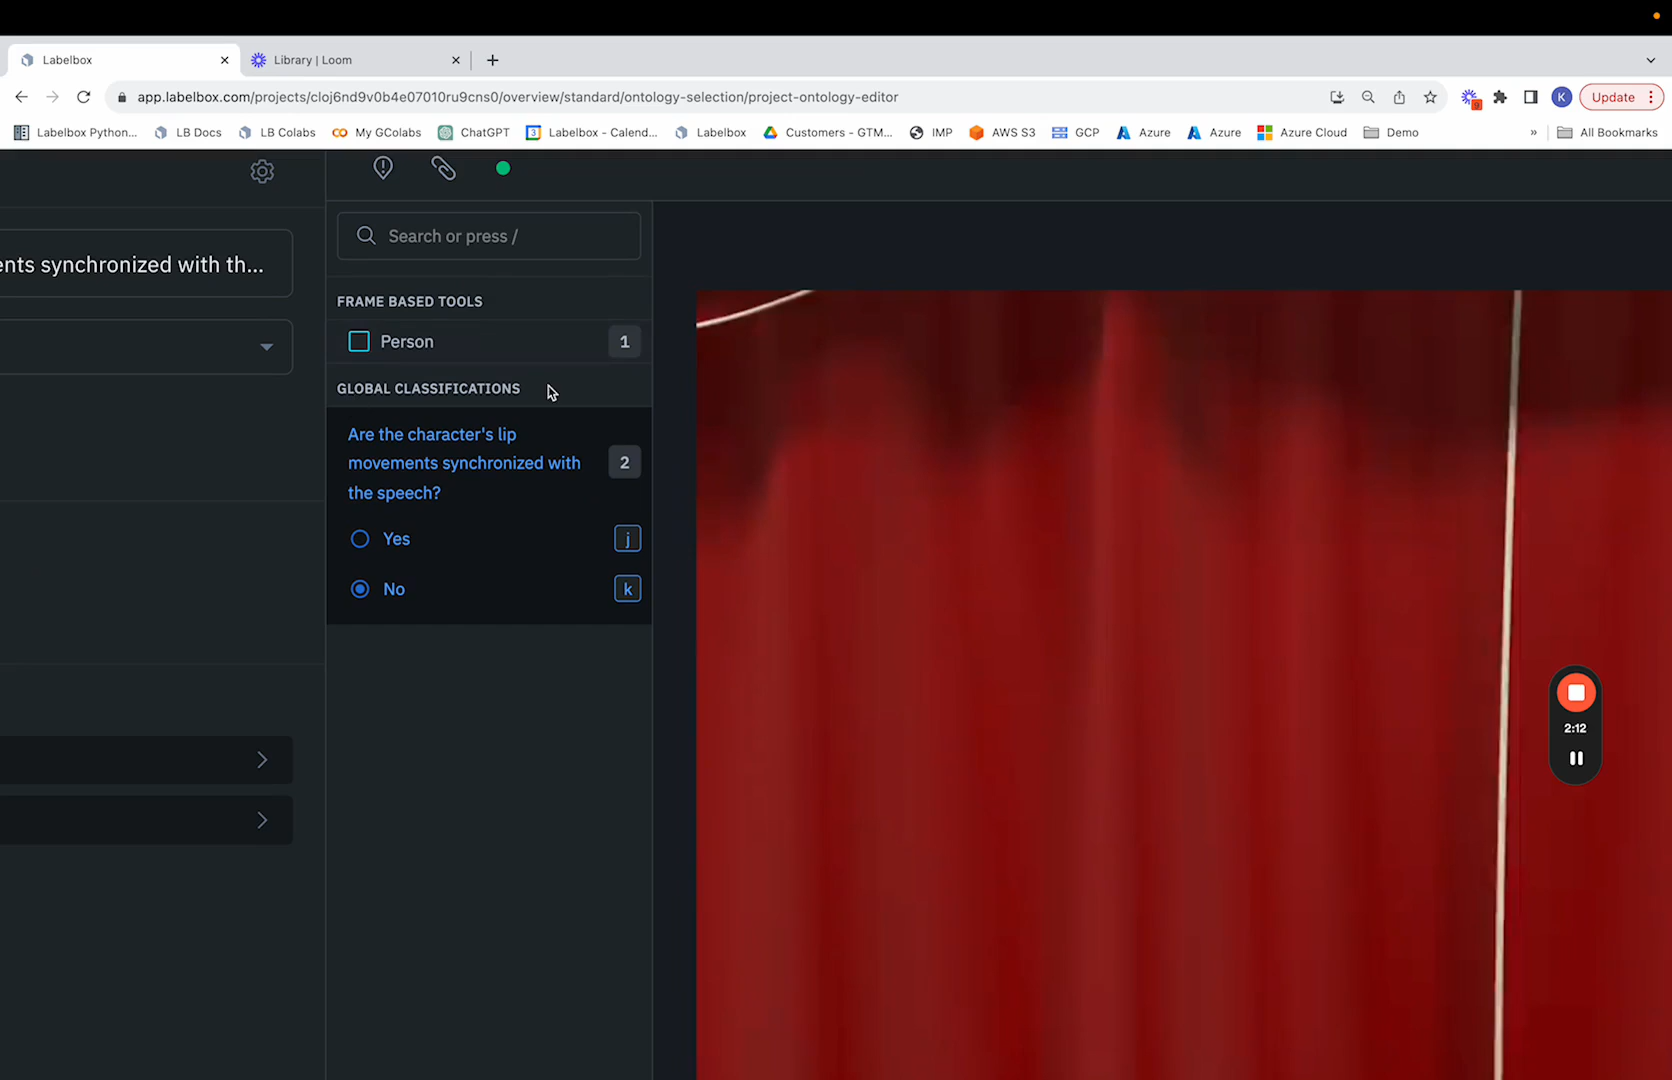 Labelbox
Library | Loom
app.labelbox.com/projects/cloj6nd9v0b4e07010ru9cns0/overview/standard/ontology-selection/project-ontology-editor
9
K
Update
Labelbox Python...
LB Docs
LB Colabs
My GColabs
ChatGPT
3
Labelbox - Calend...
Labelbox
Customers - GTM...
IMP
AWS S3
GCP
Azure
Azure
Azure Cloud
Demo
»
All Bookmarks
ents synchronized with th...
Search or press /
FRAME BASED TOOLS
Person 1
GLOBAL CLASSIFICATIONS
Are the character's lip
movements synchronized with 2
the speech?
Yes j
No k
2:12